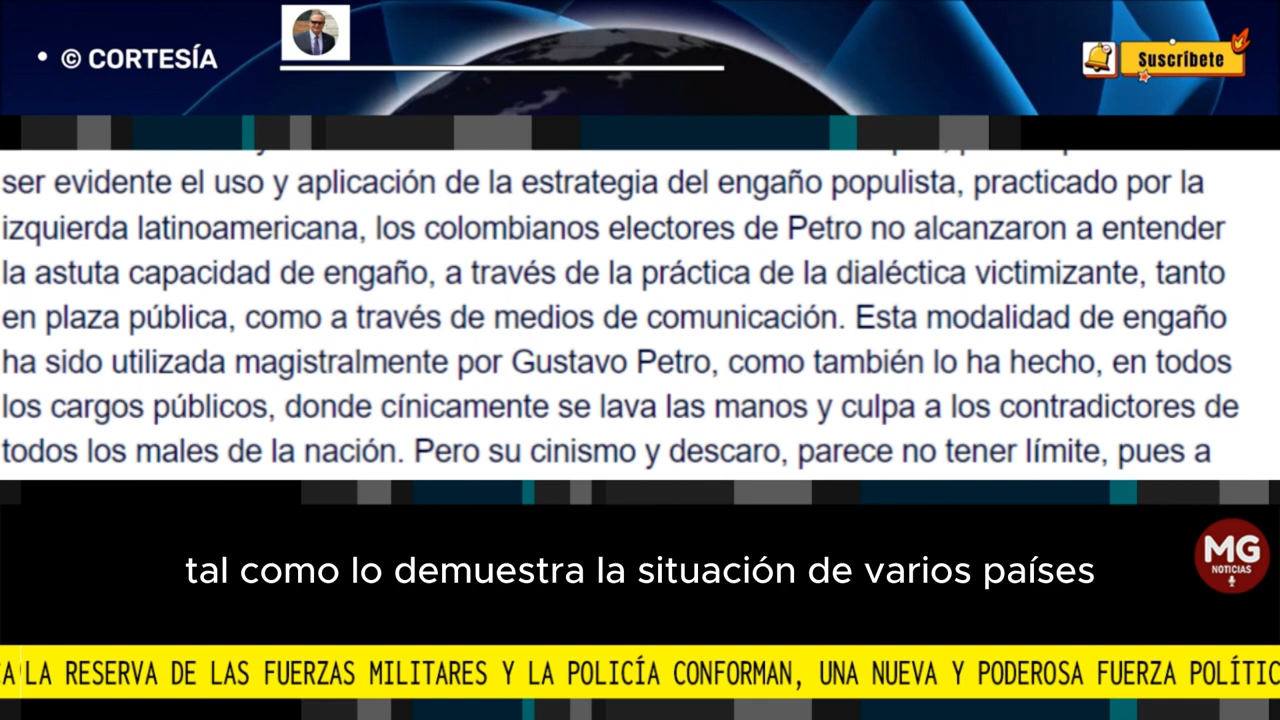 • © CORTESÍA
Suscríbete
ser evidente el uso y aplicación de la estrategia del engaño populista, practicado por la
izquierda latinoamericana, los colombianos electores de Petro no alcanzaron a entender
la astuta capacidad de engaño, a través de la práctica de la dialéctica victimizante, tanto
en plaza pública, como a través de medios de comunicación. Esta modalidad de engaño
ha sido utilizada magistralmente por Gustavo Petro, como también lo ha hecho, en todos
los cargos públicos, donde cínicamente se lava las manos y culpa a los contradictores de
todos los males de la nación. Pero su cinismo y descaro, parece no tener límite, pues a
MG
NOTICIAS
tal como lo demuestra la situación de varios países
A LA RESERVA DE LAS FUERZAS MILITARES Y LA POLICÍA CONFORMAN, UNA NUEVA Y PODEROSA FUERZA POLÍTIC